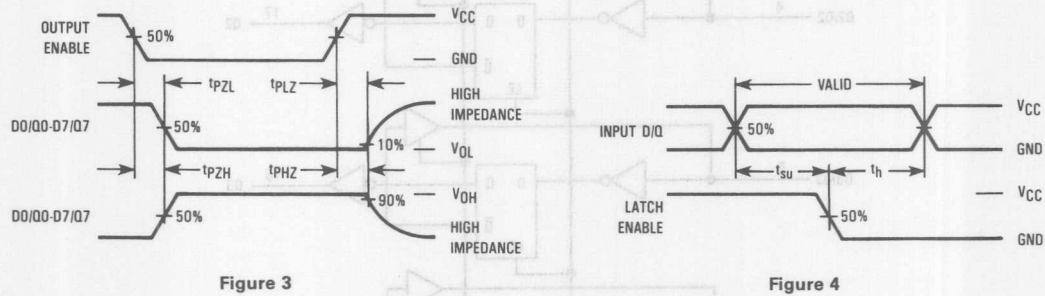 OUTPUT
ENABLE
50%
VCC
GND
tPZL
tPLZ
D0/Q0-D7/Q7
50%
HIGH
IMPEDANCE
10%
VOL
tPZH
tPHZ
D0/Q0-D7/Q7
50%
VOH
90%
HIGH
IMPEDANCE
Figure 3
VALID
INPUT D/Q
50%
VCC
GND
tsu
th
LATCH
ENABLE
50%
VCC
GND
Figure 4